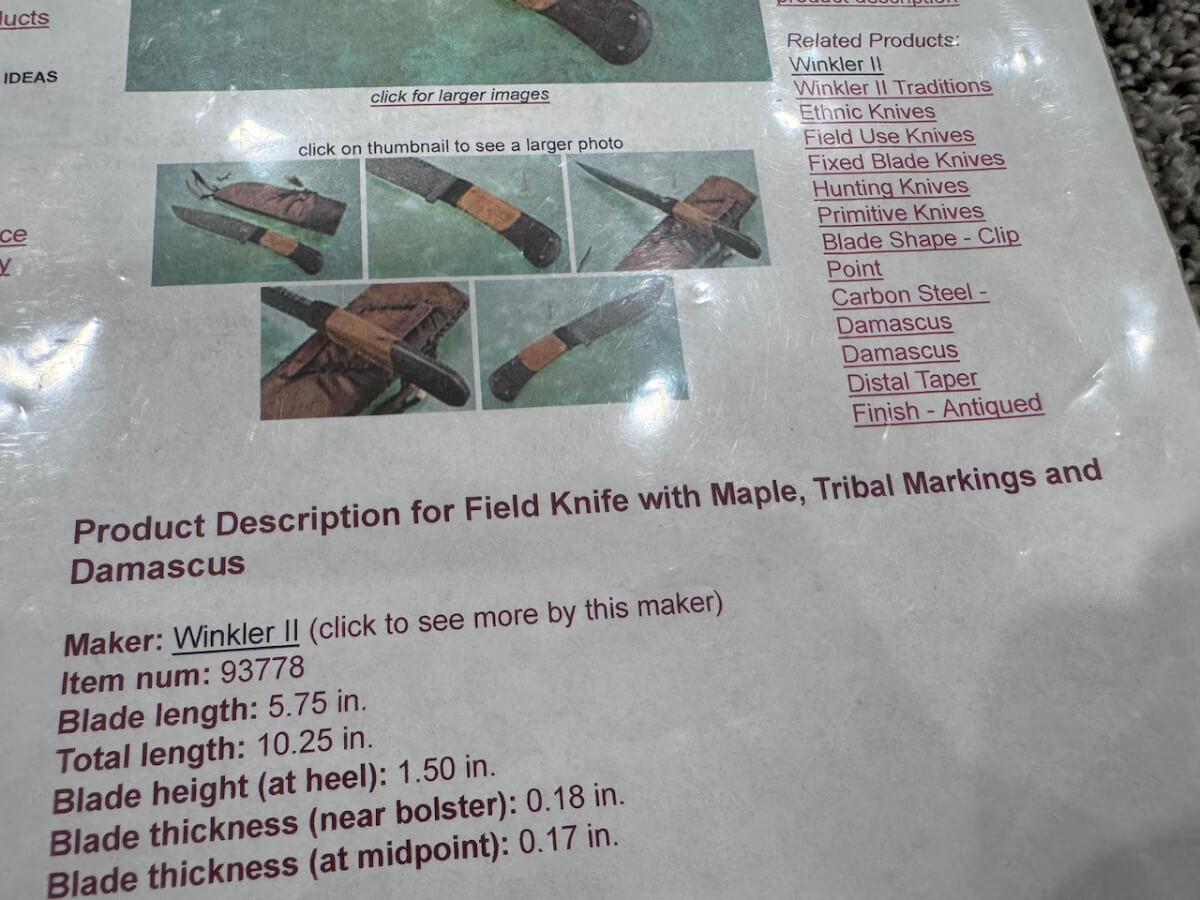 ucts
IDEAS
ce
y
click for larger images
click on thumbnail to see a larger photo
product description
Related Products:
Winkler II
Winkler II Traditions
Ethnic Knives
Field Use Knives
Fixed Blade Knives
Hunting Knives
Primitive Knives
Blade Shape - Clip
Point
Carbon Steel -
Damascus
Damascus
Distal Taper
Finish - Antiqued
Product Description for Field Knife with Maple, Tribal Markings and
Damascus
Maker: Winkler II (click to see more by this maker)
Item num: 93778
Blade length: 5.75 in.
Total length: 10.25 in.
Blade height (at heel): 1.50 in.
Blade thickness (near bolster): 0.18 in.
Blade thickness (at midpoint): 0.17 in.